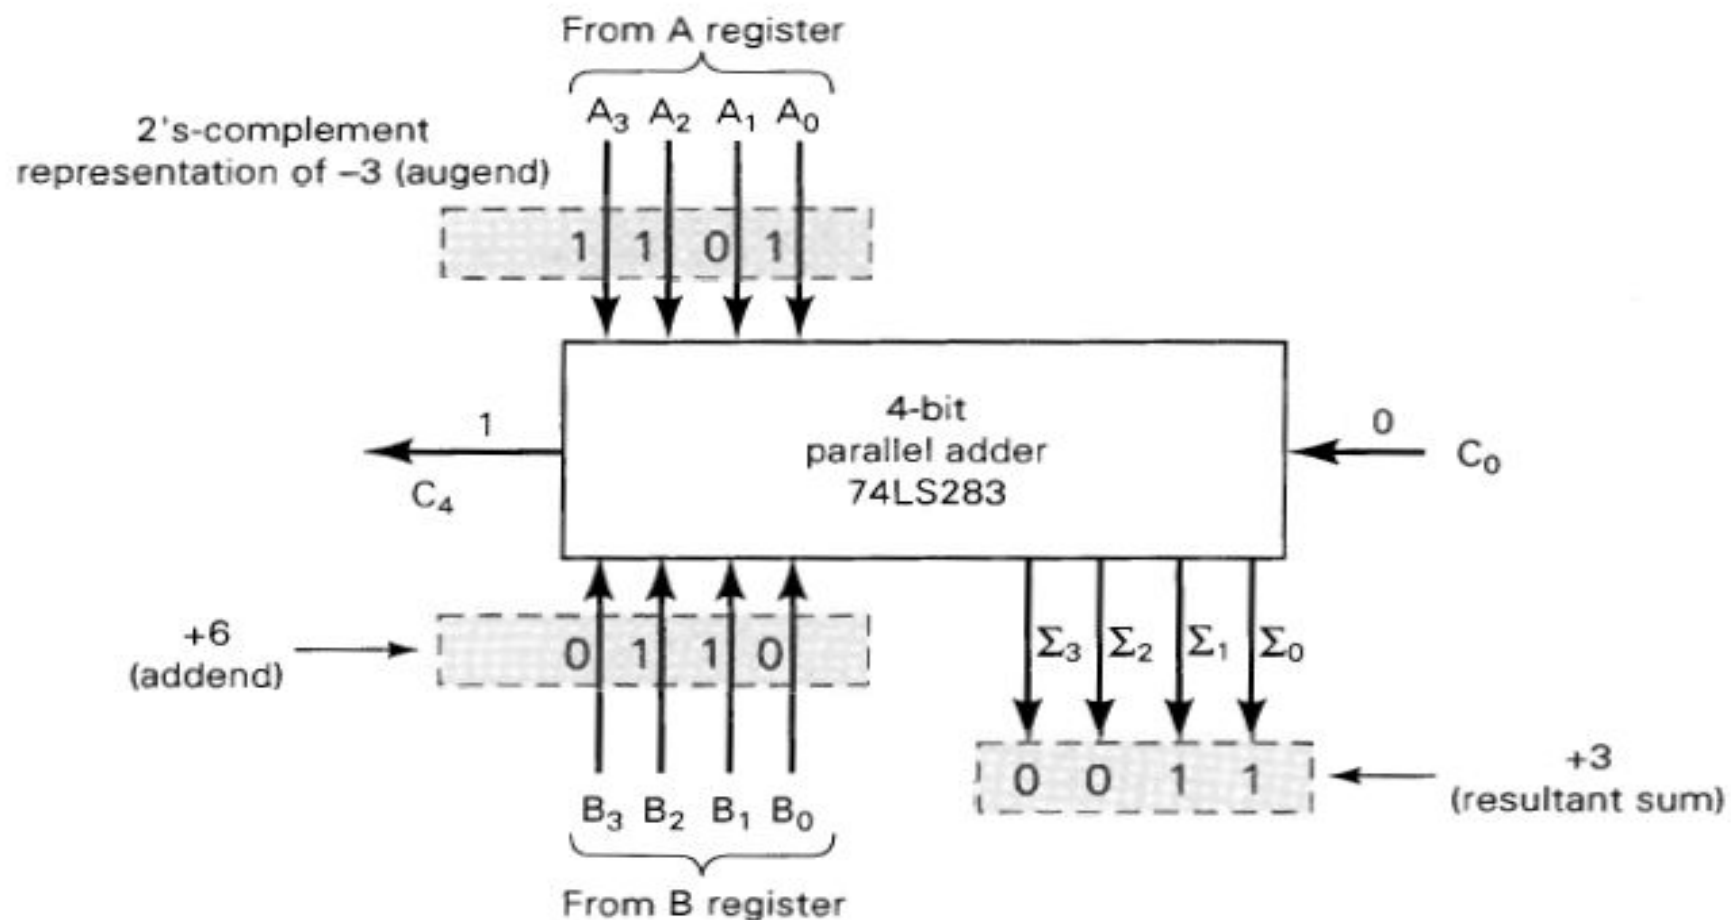 From A register
A₃ A₂ A₁ A₀
2's-complement
representation of –3 (augend)
1 1 0 1
4-bit
parallel adder
74LS283
1
C₄
0
C₀
+6
(addend)
0 1 1 0
B₃ B₂ B₁ B₀
From B register
Σ₃ Σ₂ Σ₁ Σ₀
0 0 1 1
+3
(resultant sum)